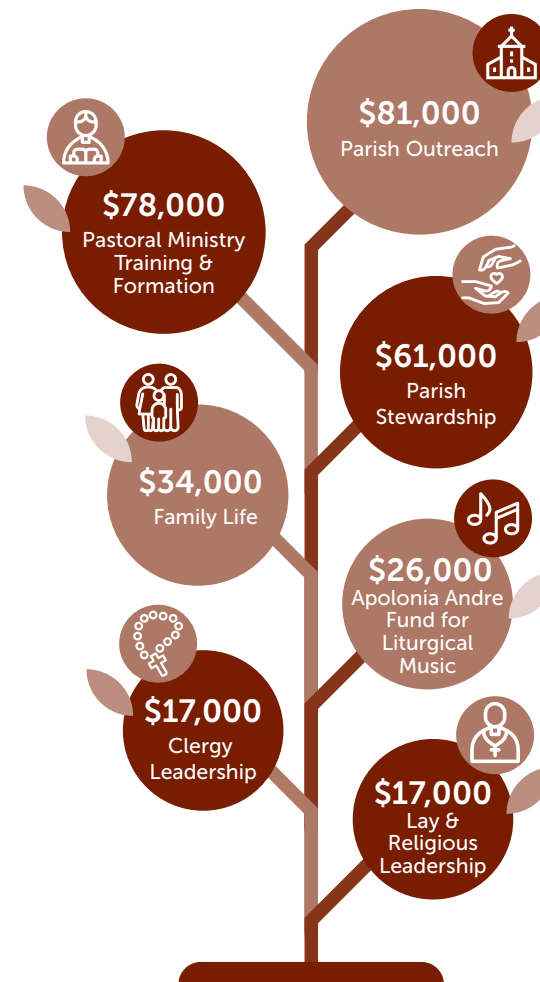 $81,000
Parish Outreach
$78,000
Pastoral Ministry
Training &
Formation
$61,000
Parish
Stewardship
$34,000
Family Life
$26,000
Apolonia Andre
Fund for
Liturgical
Music
$17,000
Clergy
Leadership
$17,000
Lay &
Religious
Leadership